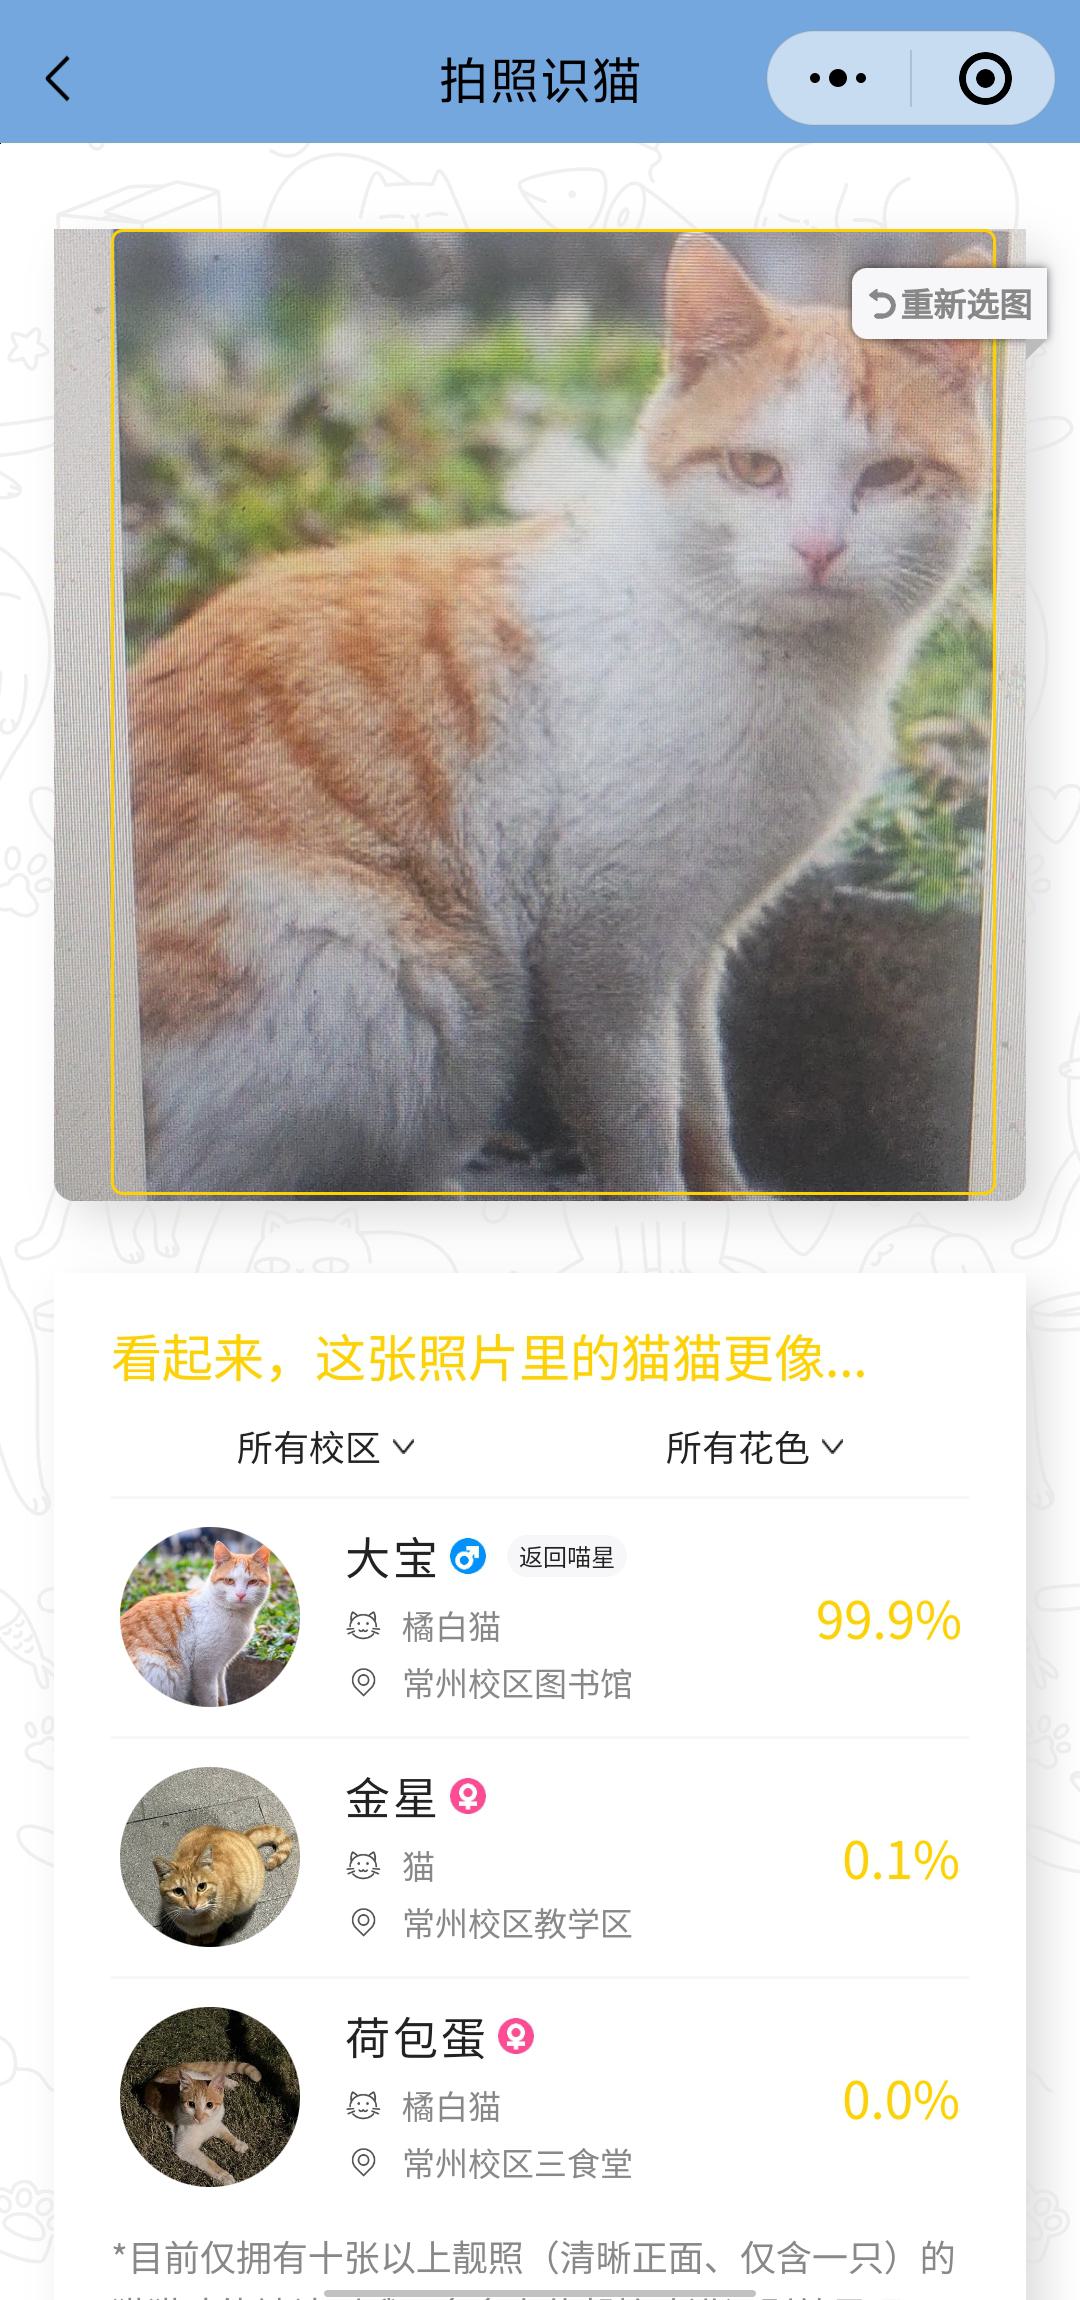 拍照识猫
重新选图
看起来，这张照片里的猫猫更像...
所有校区 所有花色
大宝 返回喵星
橘白猫
99.9%
常州校区图书馆
金星
猫
0.1%
常州校区教学区
荷包蛋
橘白猫
0.0%
常州校区三食堂
*目前仅拥有十张以上靓照（清晰正面、仅含一只）的